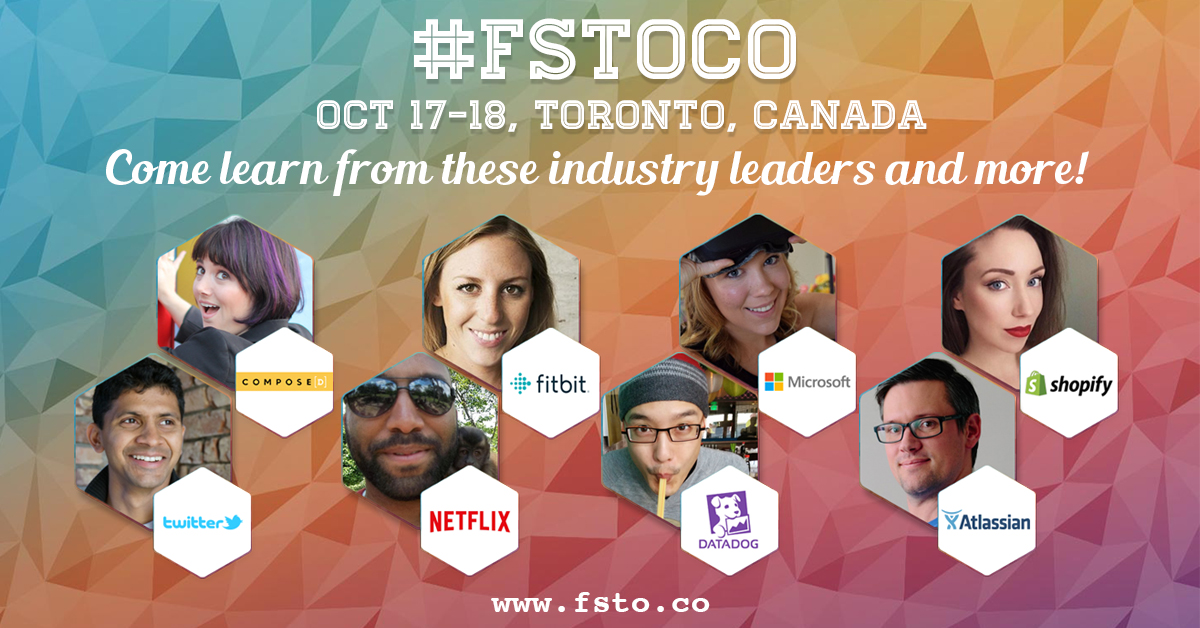 #FSTOCO
OCT 17-18, TORONTO, CANADA
Come learn from these industry leaders and more!
COMPOSE[D]
fitbit
Microsoft
shopify
twitter
NETFLIX
DATADOG
Atlassian
www.fsto.co